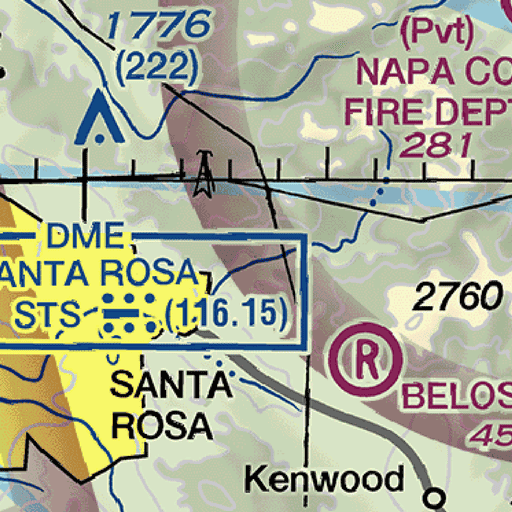 1776
(222)
(Pvt)
NAPA CO
FIRE DEPT
281
DME
ANTA ROSA
STS (116.15)
2760
R
SANTA
ROSA
BELOS
45
Kenwood